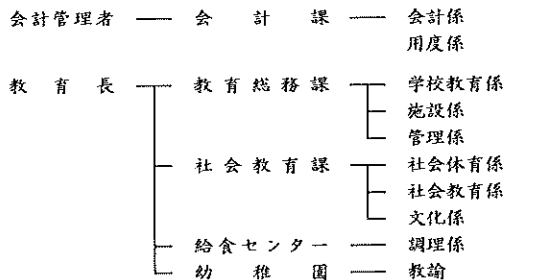 会計管理者 会計課 会計係
用度係
教育長 教育総務課 学校教育係
施設係
管理係
社会教育課 社会体育係
社会教育係
文化係
給食センター 調理係
幼稚園 教諭